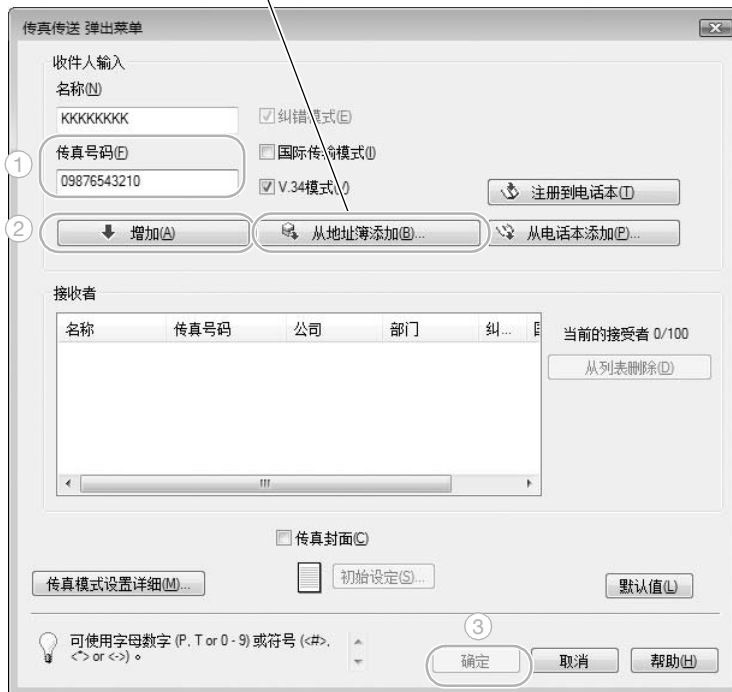 传真传送 弹出菜单
收件人输入
名称(N)
KKKKKKKK
纠错模式(E)
① 传真号码(F)
国际传输模式(I)
09876543210
V.34模式(V)
注册到电话本(T)
② 增加(A)
从地址簿添加(B)...
从电话本添加(P)...
接收者
名称 传真号码 公司 部门 纠...
当前的接受者 0/100
从列表删除(D)
传真封面(C)
传真模式设置详细(M)...
初始设定(S)...
默认值(L)
③
可使用字母数字 (P, T or 0 - 9) 或符号 (<#>,
<*> or <->) 。
确定 取消 帮助(H)